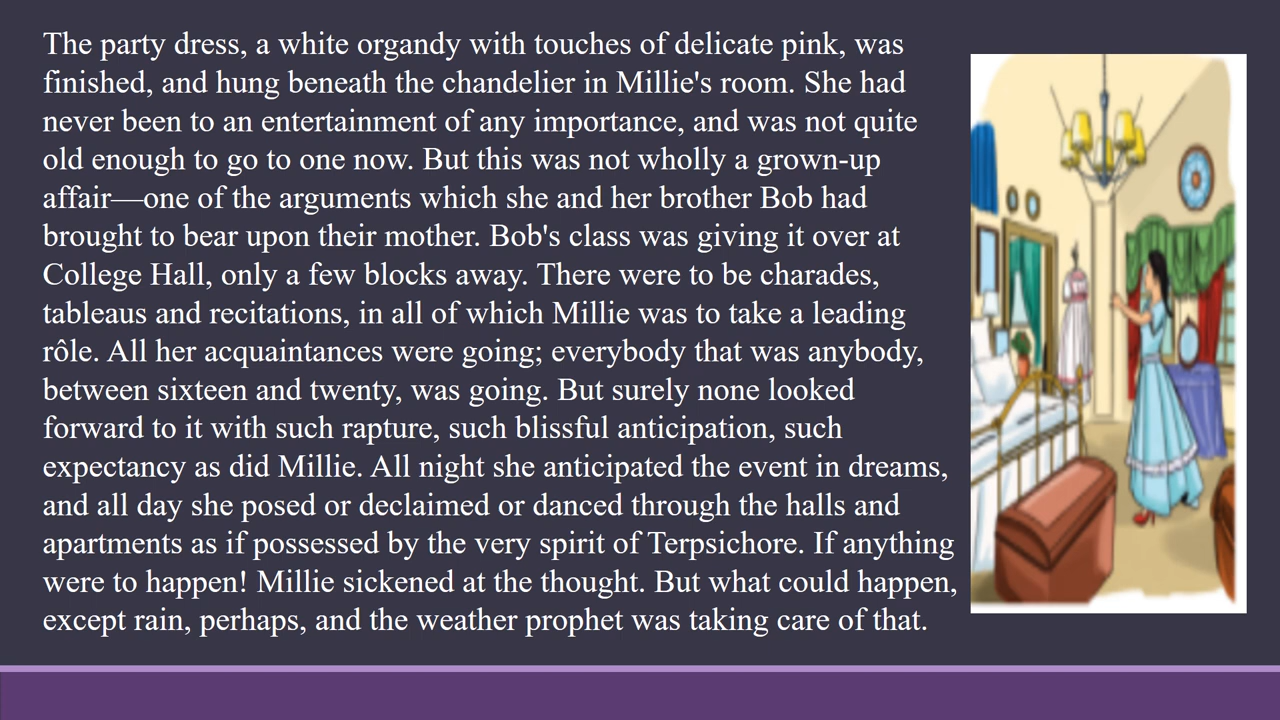 The party dress, a white organdy with touches of delicate pink, was
finished, and hung beneath the chandelier in Millie's room. She had
never been to an entertainment of any importance, and was not quite
old enough to go to one now. But this was not wholly a grown-up
affair—one of the arguments which she and her brother Bob had
brought to bear upon their mother. Bob's class was giving it over at
College Hall, only a few blocks away. There were to be charades,
tableaus and recitations, in all of which Millie was to take a leading
rôle. All her acquaintances were going; everybody that was anybody,
between sixteen and twenty, was going. But surely none looked
forward to it with such rapture, such blissful anticipation, such
expectancy as did Millie. All night she anticipated the event in dreams,
and all day she posed or declaimed or danced through the halls and
apartments as if possessed by the very spirit of Terpsichore. If anything
were to happen! Millie sickened at the thought. But what could happen,
except rain, perhaps, and the weather prophet was taking care of that.